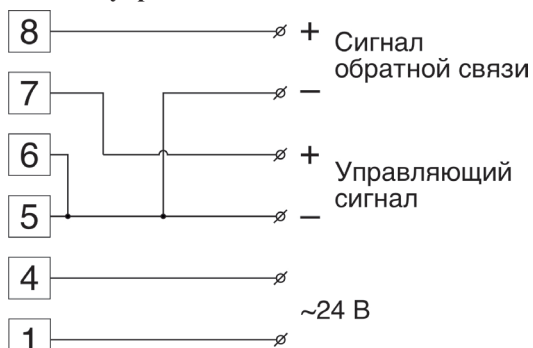 8 + Сигнал
обратной связи
7 –
6 + Управляющий
сигнал
5 –
4
~24 В
1